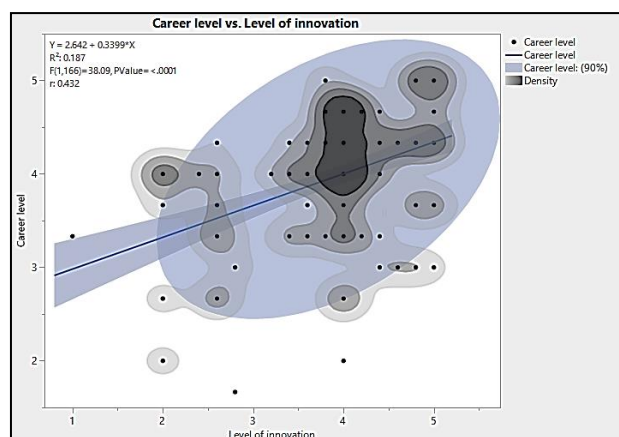 Career level vs. Level of innovation
Y = 2.642 + 0.3399*X
R²: 0.187
F(1,166)=38.09, PValue= <.0001
r: 0.432
Career level
Career level
Career level: (90%)
Density
Career level
5
4
3
2
1
2
3
4
5
Level of innovation